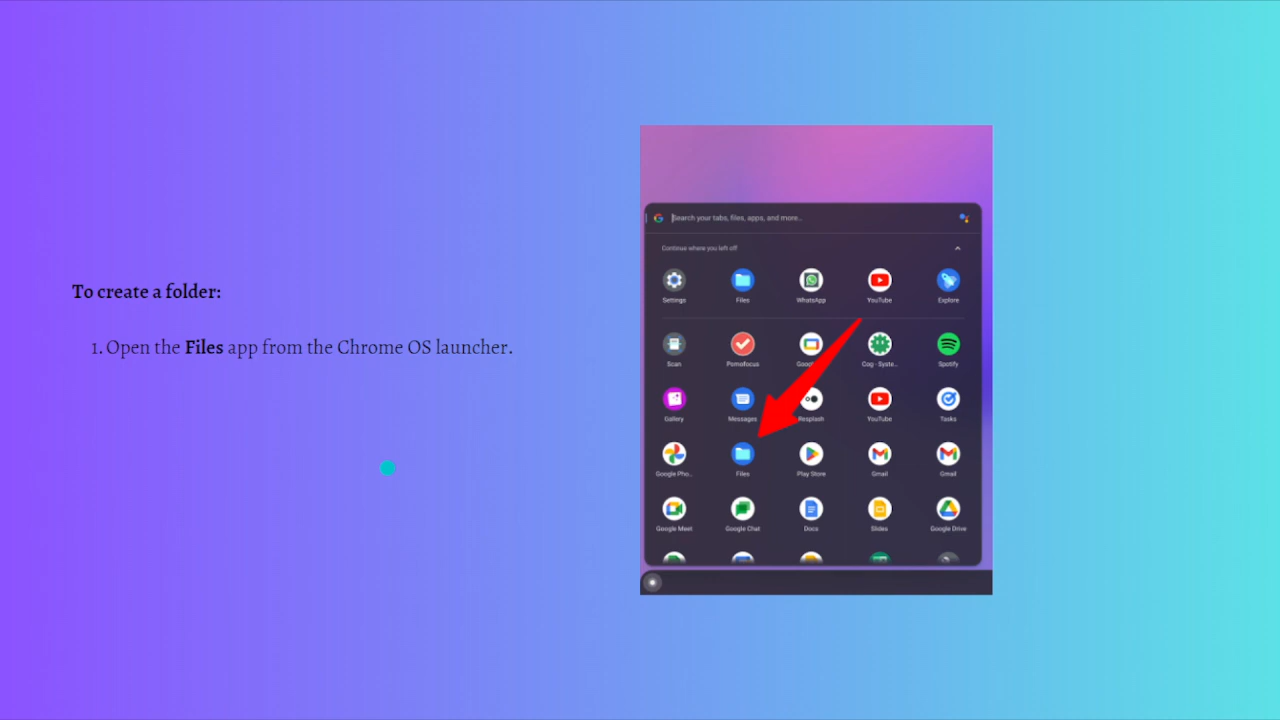 To create a folder:
1. Open the Files app from the Chrome OS launcher.
Search your tabs, files, apps, and more...
Continue where you left off
Settings Files WhatsApp YouTube Explore
Scan Pomofocus Goog Cog - Syste... Spotify
Gallery Messages Resplash YouTube Tasks
Google Pho... Files Play Store Gmail Gmail
Google Meet Google Chat Docs Slides Google Drive